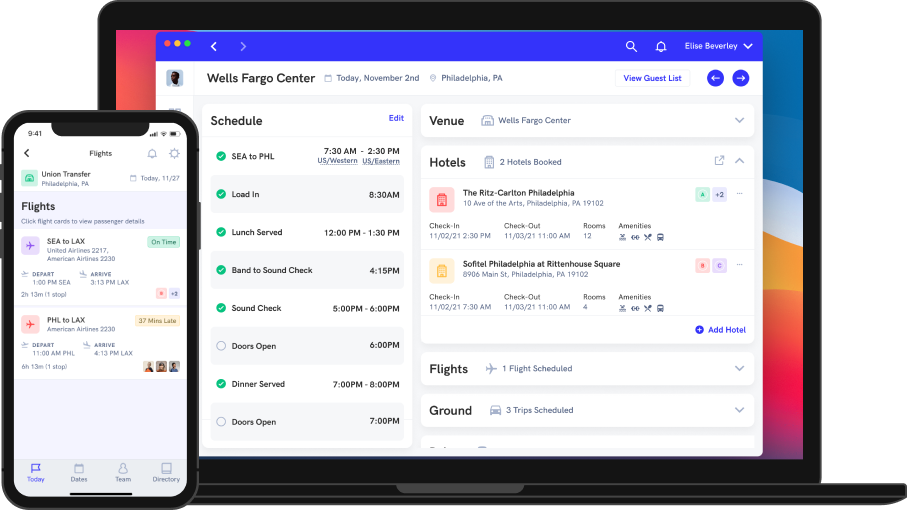 Elise Beverley
Wells Fargo Center
Today, November 2nd
Philadelphia, PA
View Guest List
Schedule
Edit
SEA to PHL
7:30 AM - 2:30 PM
US/Western US/Eastern
Load In
8:30AM
Lunch Served
12:00 PM - 1:30 PM
Band to Sound Check
4:15PM
Sound Check
5:00PM - 6:00PM
Doors Open
6:00PM
Dinner Served
7:00PM - 8:00PM
Doors Open
7:00PM
Venue
Wells Fargo Center
Hotels
2 Hotels Booked
The Ritz-Carlton Philadelphia
10 Ave of the Arts, Philadelphia, PA 19102
A +2
Check-In Check-Out Rooms Amenities
11/02/21 2:30 PM 11/03/21 11:00 AM 12
Sofitel Philadelphia at Rittenhouse Square
8906 Main St, Philadelphia, PA 19102
B C
Check-In Check-Out Rooms Amenities
11/02/21 7:30 AM 11/03/21 11:00 AM 4
Add Hotel
Flights
1 Flight Scheduled
Ground
3 Trips Scheduled
9:41
Flights
Union Transfer
Philadelphia, PA
Today, 11/27
Flights
Click flight cards to view passenger details
SEA to LAX
On Time
United Airlines 2217,
American Airlines 2230
DEPART ARRIVE
1:00 PM SEA 3:13 PM LAX
2h 13m (1 stop)
B +2
PHL to LAX
37 Mins Late
American Airlines 2230
DEPART ARRIVE
11:00 AM PHL 4:13 PM LAX
6h 13m (1 stop)
Today Dates Team Directory